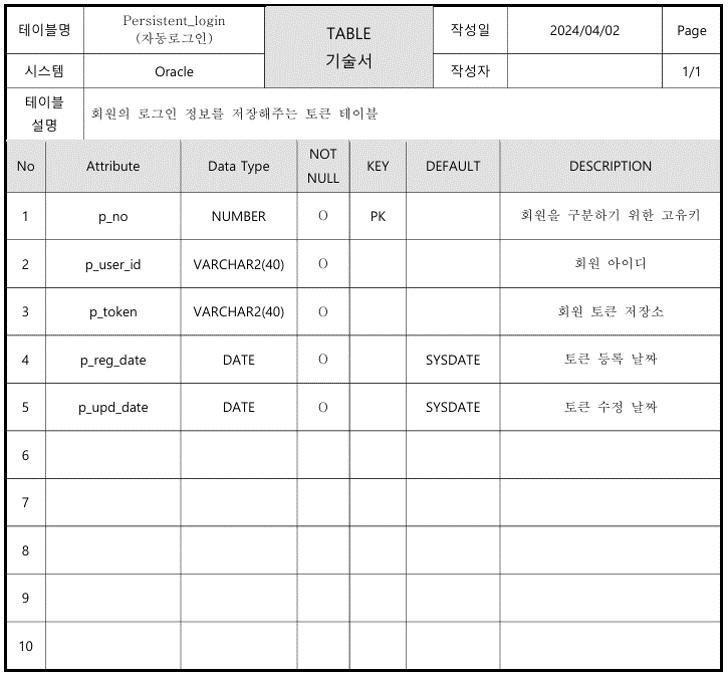 테이블명 Persistent_login (자동로그인) TABLE 기술서 작성일 2024/04/02 Page
시스템 Oracle 작성자 1/1
테이블 설명 회원의 로그인 정보를 저장해주는 토큰 테이블
No Attribute Data Type NOT NULL KEY DEFAULT DESCRIPTION
1 p_no NUMBER O PK 회원을 구분하기 위한 고유키
2 p_user_id VARCHAR2(40) O 회원 아이디
3 p_token VARCHAR2(40) O 회원 토큰 저장소
4 p_reg_date DATE O SYSDATE 토큰 등록 날짜
5 p_upd_date DATE O SYSDATE 토큰 수정 날짜
6
7
8
9
10